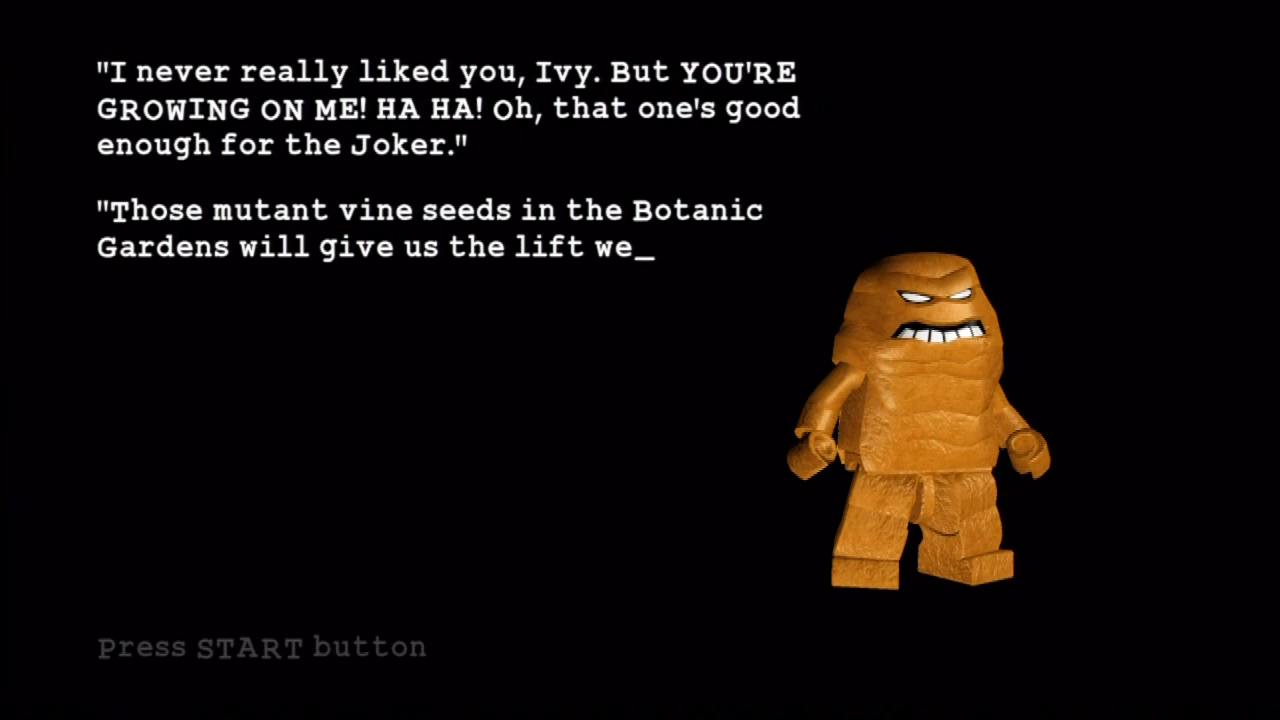 "I never really liked you, Ivy. But YOU'RE
GROWING ON ME! HA HA! Oh, that one's good
enough for the Joker."
"Those mutant vine seeds in the Botanic
Gardens will give us the lift we_
Press START button